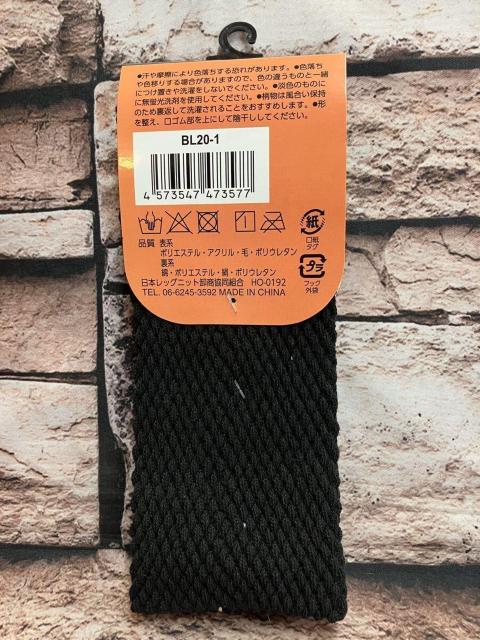 ●汗や摩擦により色落ちする恐れがあります。●色落ち
や色移りする場合がありますので、色の違うものと一緒
につけ置きや洗濯をしないでください。●淡色のものに
に無蛍光洗剤を使用してください。●柄物は風合い保持
のため裏返して洗濯されることをおすすめします。●形
を整え、口ゴム部を上にして陰干ししてください。
BL20-1
4 573547 473577
紙
口紙
タグ
品質 表糸
ポリエステル・アクリル・毛・ポリウレタン
裏糸
綿・ポリエステル・絹・ポリウレタン
プラ
フック
外袋
日本レッグニット卸商協同組合 HO-0192
TEL. 06-6245-3592 MADE IN CHINA